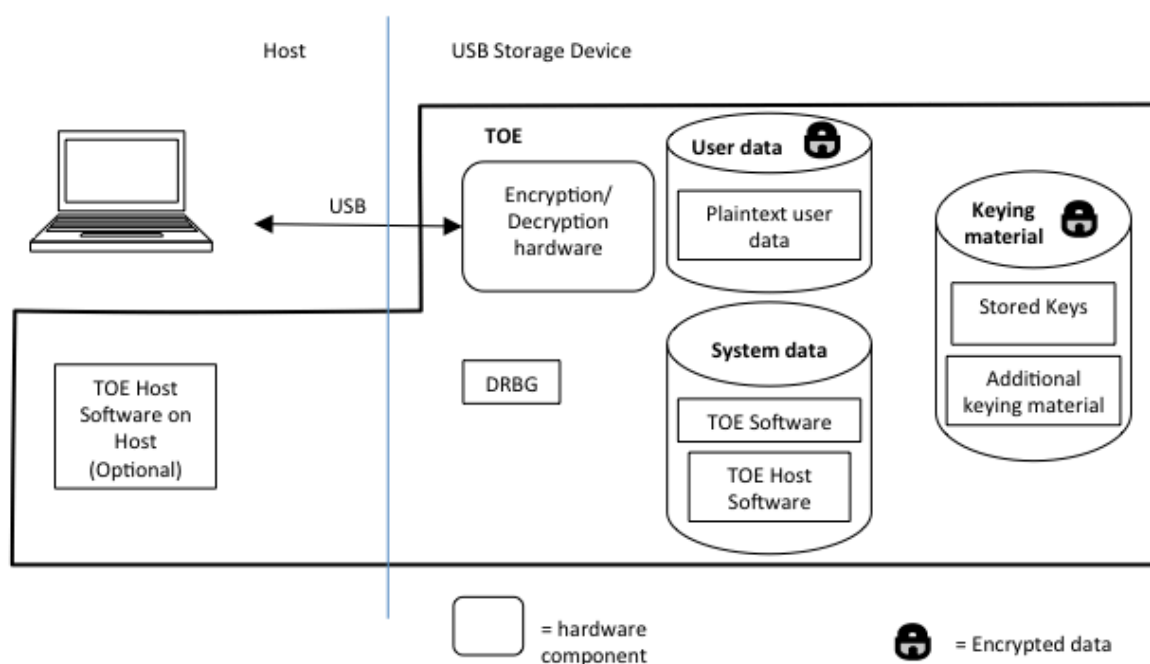 Host
USB Storage Device
TOE
User data
Encryption/
Decryption
hardware
USB
Plaintext user
data
Keying
material
Stored Keys
Additional
keying material
System data
DRBG
TOE Software
TOE Host
Software
TOE Host
Software on
Host
(Optional)
= hardware
component
= Encrypted data